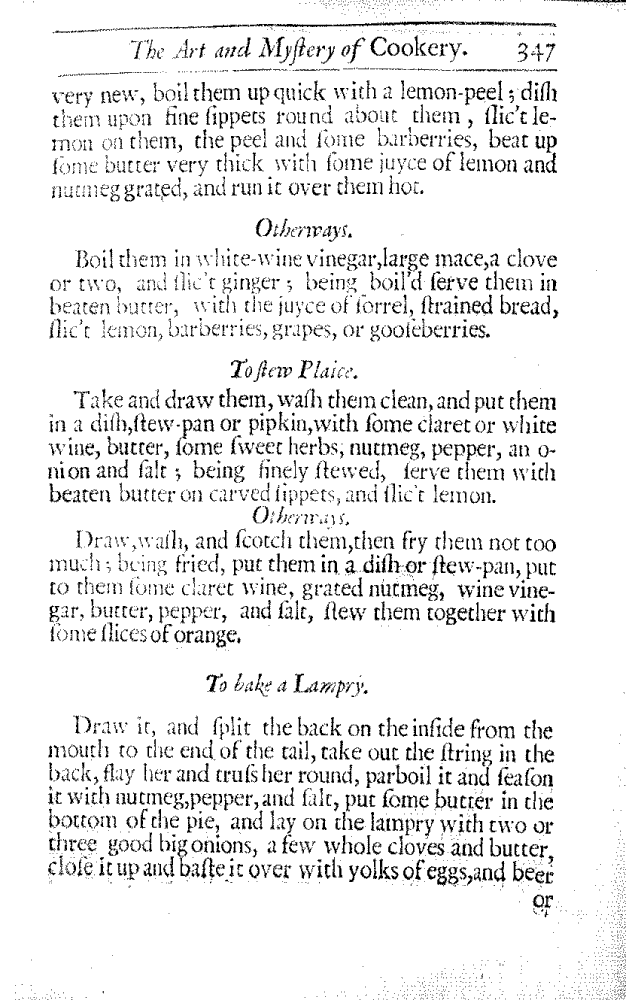 The Art and Myſtery of Cookery. 347
very new, boil them up quick with a lemon-peel; diſh
them upon fine ſippets round about them, ſlic't le-
mon on them, the peel and ſome barberries, beat up
ſome butter very thick with ſome juyce of lemon and
nutmeg grated, and run it over them hot.
Otherways.
Boil them in white-wine vinegar, large mace, a clove
or two, and ſlic't ginger; being boil'd ſerve them in
beaten butter, with the juyce of ſorrel, ſtrained bread,
ſlic't lemon, barberries, grapes, or gooſeberries.
To ſtew Plaice.
Take and draw them, waſh them clean, and put them
in a diſh, ſtew-pan or pipkin, with ſome claret or white
wine, butter, ſome ſweet herbs, nutmeg, pepper, an o-
nion and ſalt; being finely ſtewed, ſerve them with
beaten butter on carved ſippets, and ſlic't lemon.
Otherways.
Draw, waſh, and ſcotch them, then fry them not too
much; being fried, put them in a diſh or ſtew-pan, put
to them ſome claret wine, grated nutmeg, wine vine-
gar, butter, pepper, and ſalt, ſtew them together with
ſome ſlices of orange.
To bake a Lampry.
Draw it, and ſplit the back on the inſide from the
mouth to the end of the tail, take out the ſtring in the
back, flay her and truſs her round, parboil it and ſeaſon
it with nutmeg, pepper, and ſalt, put ſome butter in the
bottom of the pie, and lay on the lampry with two or
three good big onions, a few whole cloves and butter,
cloſe it up and baſte it over with yolks of eggs, and beer
or